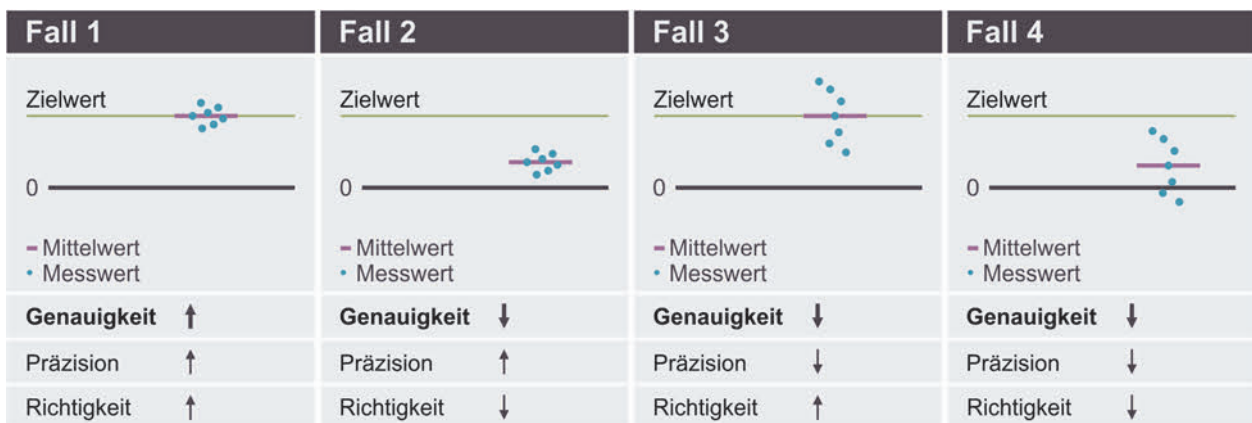 Fall 1
Fall 2
Fall 3
Fall 4
Zielwert
Zielwert
Zielwert
Zielwert
0
0
0
0
Mittelwert
Mittelwert
Mittelwert
Mittelwert
Messwert
Messwert
Messwert
Messwert
Genauigkeit ↑
Genauigkeit ↓
Genauigkeit ↓
Genauigkeit ↓
Präzision ↑
Präzision ↑
Präzision ↓
Präzision ↓
Richtigkeit ↑
Richtigkeit ↓
Richtigkeit ↑
Richtigkeit ↓